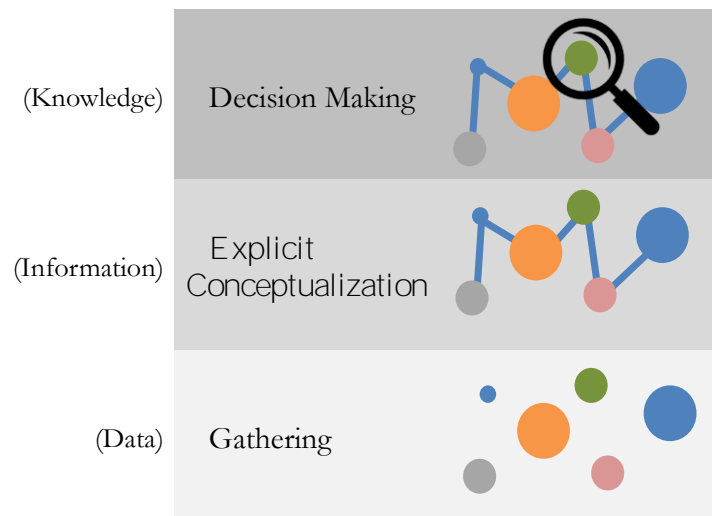 (Knowledge) Decision Making
(Information) Explicit
Conceptualization
(Data) Gathering